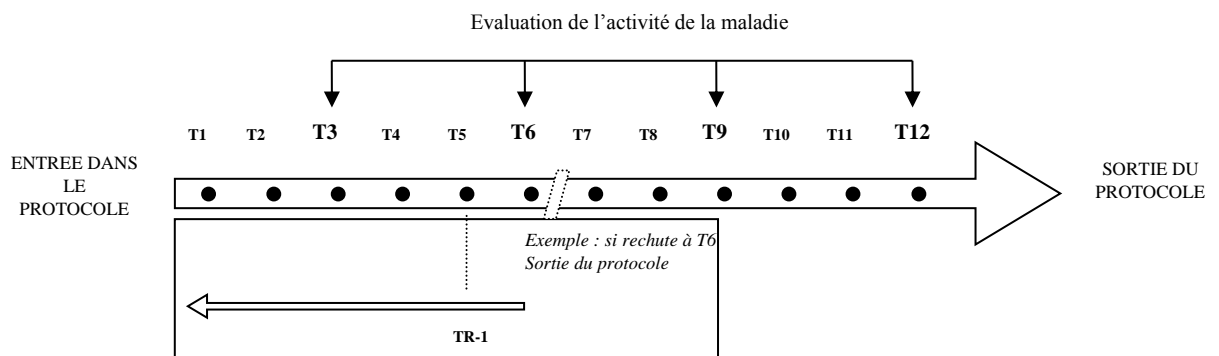 Evaluation de l’activité de la maladie
T1 T2 T3 T4 T5 T6 T7 T8 T9 T10 T11 T12
ENTREE DANS
LE
PROTOCOLE
SORTIE DU
PROTOCOLE
Exemple : si rechute à T6
Sortie du protocole
TR-1